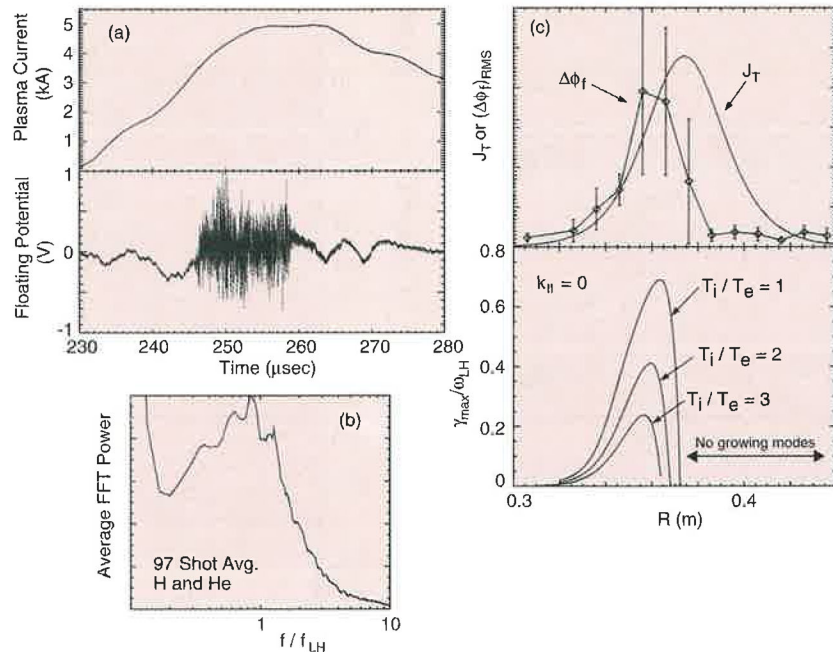 (a)
Plasma Current
(kA)
5
4
3
2
1
Floating Potential
(V)
1
0
-1
230 240 250 260 270 280
Time (μsec)
(b)
Average FFT Power
97 Shot Avg.
H and He
1 10
f / f_LH
(c)
J_T or (Δϕ_f)_RMS
Δϕ_f
J_T
γ_max/ω_LH
0.8
0.6
0.4
0.2
0
k_∥ = 0
T_i / T_e = 1
T_i / T_e = 2
T_i / T_e = 3
No growing modes
0.3 0.4
R (m)